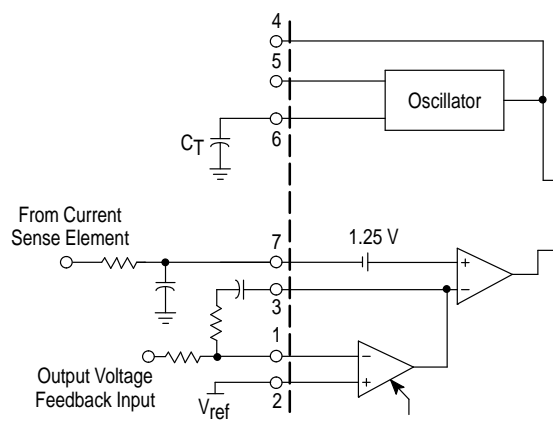 4
5
Oscillator
6
CT
From Current
Sense Element
7
1.25 V
+
−
3
1
−
+
Output Voltage
Feedback Input
Vref
2